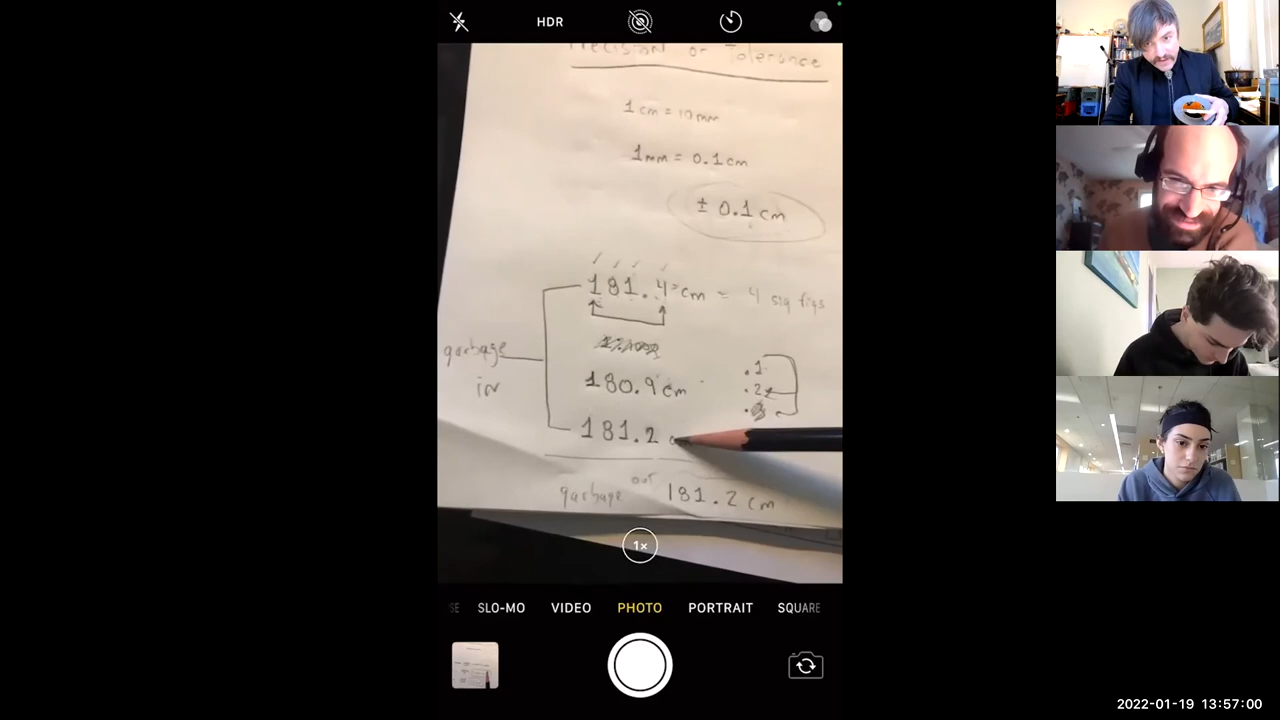 HDR
Precision or Tolerance
1 cm = 10 mm
1 mm = 0.1 cm
± 0.1 cm
181.4 cm = 4 sig figs
garbage
in
180.9 cm
.1
.2
181.2
garbage out 181.2 cm
1×
SLO-MO VIDEO PHOTO PORTRAIT SQUARE
2022-01-19 13:57:00